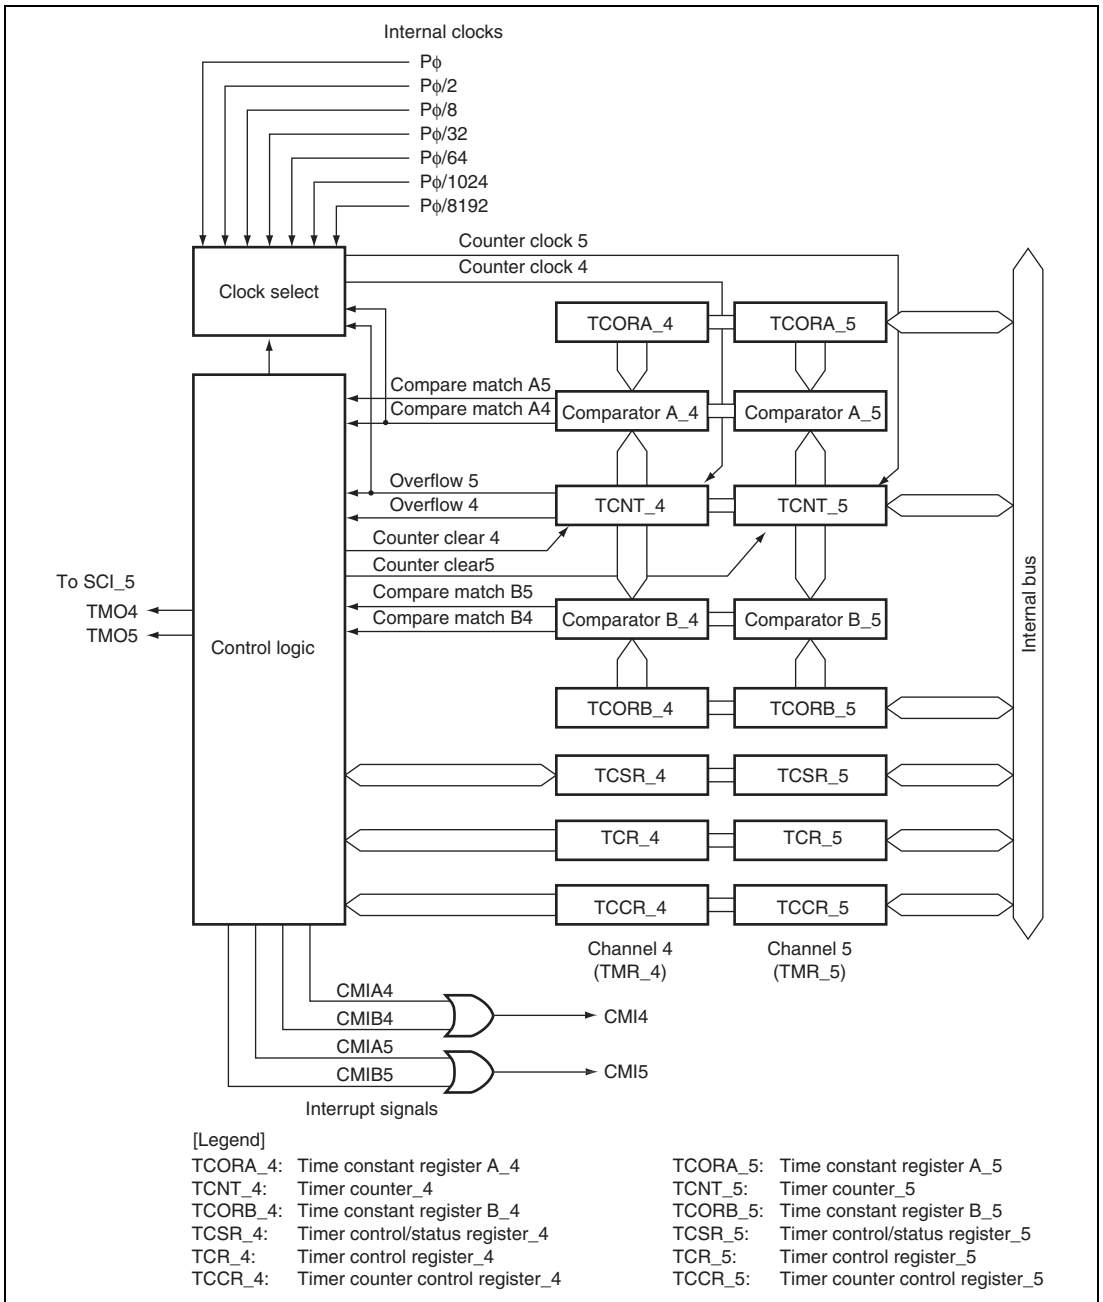 Internal clocks
Pφ
Pφ/2
Pφ/8
Pφ/32
Pφ/64
Pφ/1024
Pφ/8192
Counter clock 5
Counter clock 4
Clock select
TCORA_4
TCORA_5
Compare match A5
Compare match A4
Comparator A_4
Comparator A_5
Overflow 5
Overflow 4
TCNT_4
TCNT_5
Counter clear 4
Counter clear5
To SCI_5
TMO4
TMO5
Compare match B5
Compare match B4
Comparator B_4
Comparator B_5
Control logic
Internal bus
TCORB_4
TCORB_5
TCSR_4
TCSR_5
TCR_4
TCR_5
TCCR_4
TCCR_5
Channel 4
(TMR_4)
Channel 5
(TMR_5)
CMIA4
CMIB4
CMI4
CMIA5
CMIB5
CMI5
Interrupt signals
[Legend]
TCORA_4: Time constant register A_4
TCNT_4: Timer counter_4
TCORB_4: Time constant register B_4
TCSR_4: Timer control/status register_4
TCR_4: Timer control register_4
TCCR_4: Timer counter control register_4
TCORA_5: Time constant register A_5
TCNT_5: Timer counter_5
TCORB_5: Time constant register B_5
TCSR_5: Timer control/status register_5
TCR_5: Timer control register_5
TCCR_5: Timer counter control register_5